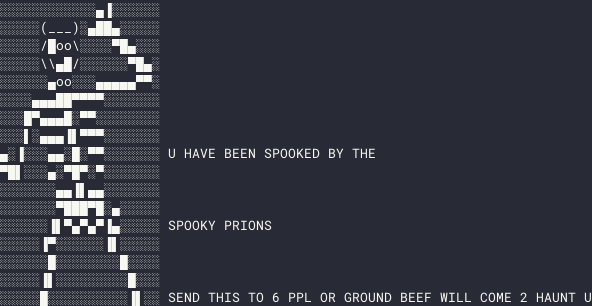 U HAVE BEEN SPOOKED BY THE
SPOOKY PRIONS
SEND THIS TO 6 PPL OR GROUND BEEF WILL COME 2 HAUNT U